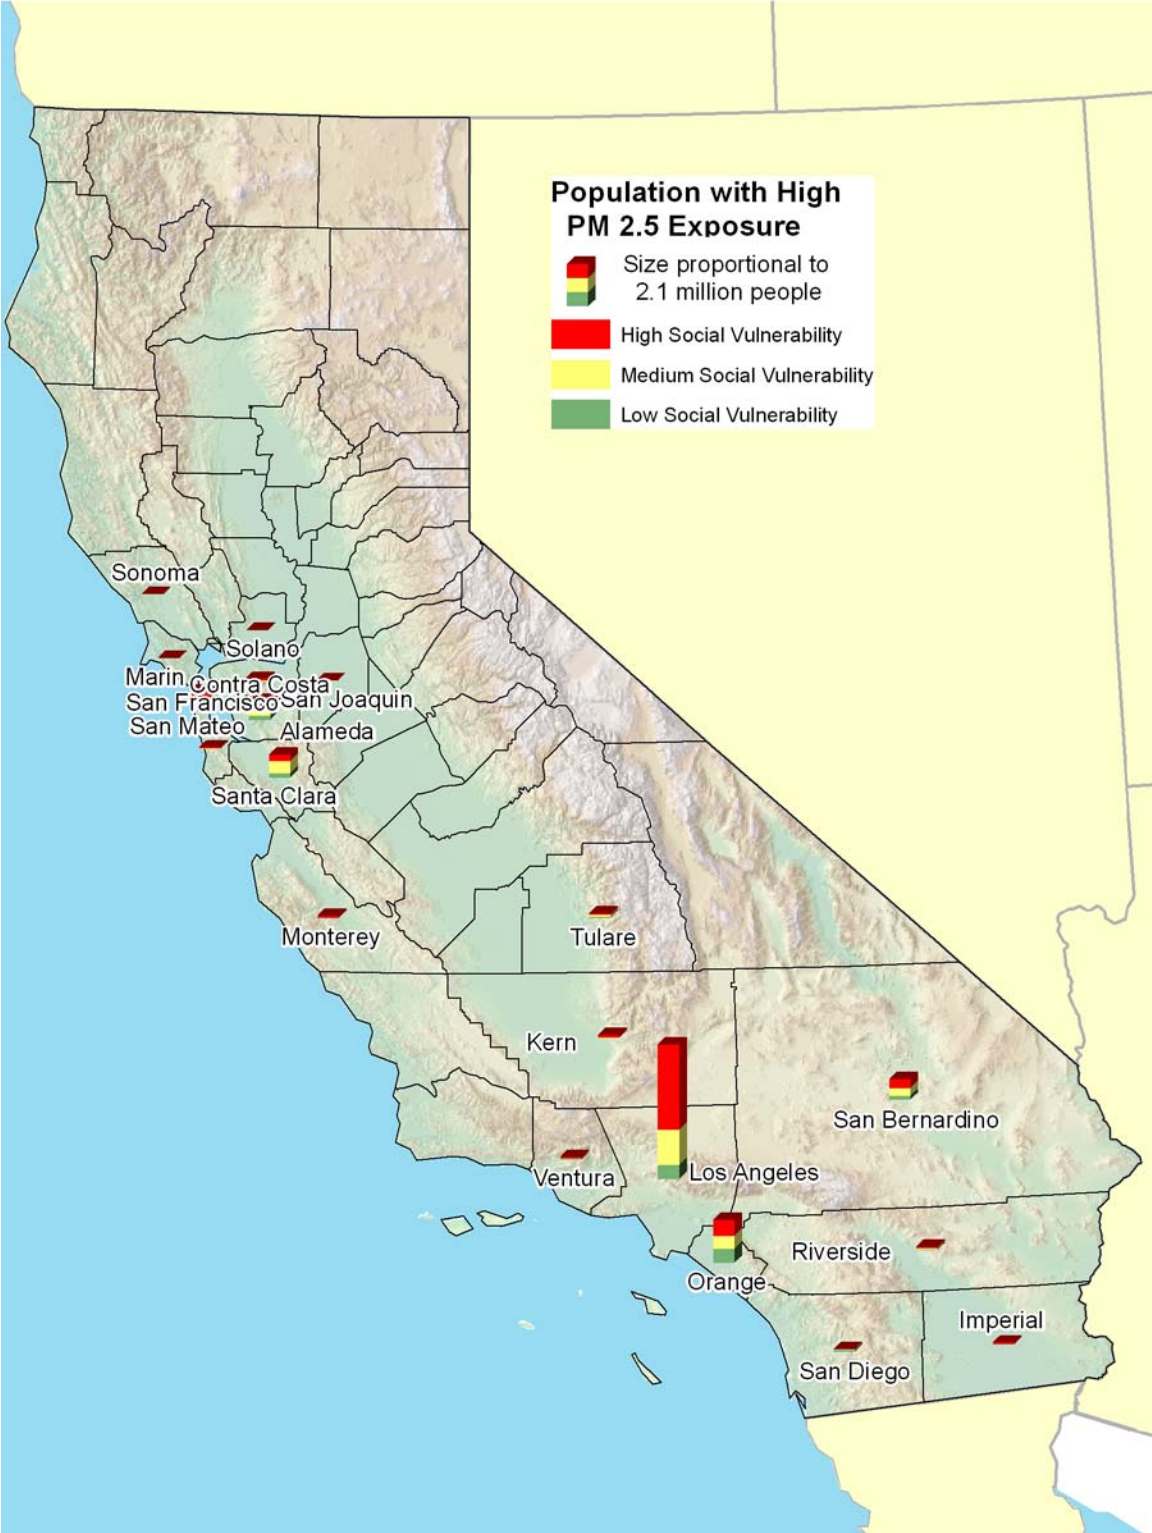 Population with High
PM 2.5 Exposure
Size proportional to
2.1 million people
High Social Vulnerability
Medium Social Vulnerability
Low Social Vulnerability
Sonoma
Solano
Marin
Contra Costa
San Francisco
San Joaquin
San Mateo
Alameda
Santa Clara
Monterey
Tulare
Kern
San Bernardino
Los Angeles
Ventura
Riverside
Orange
Imperial
San Diego